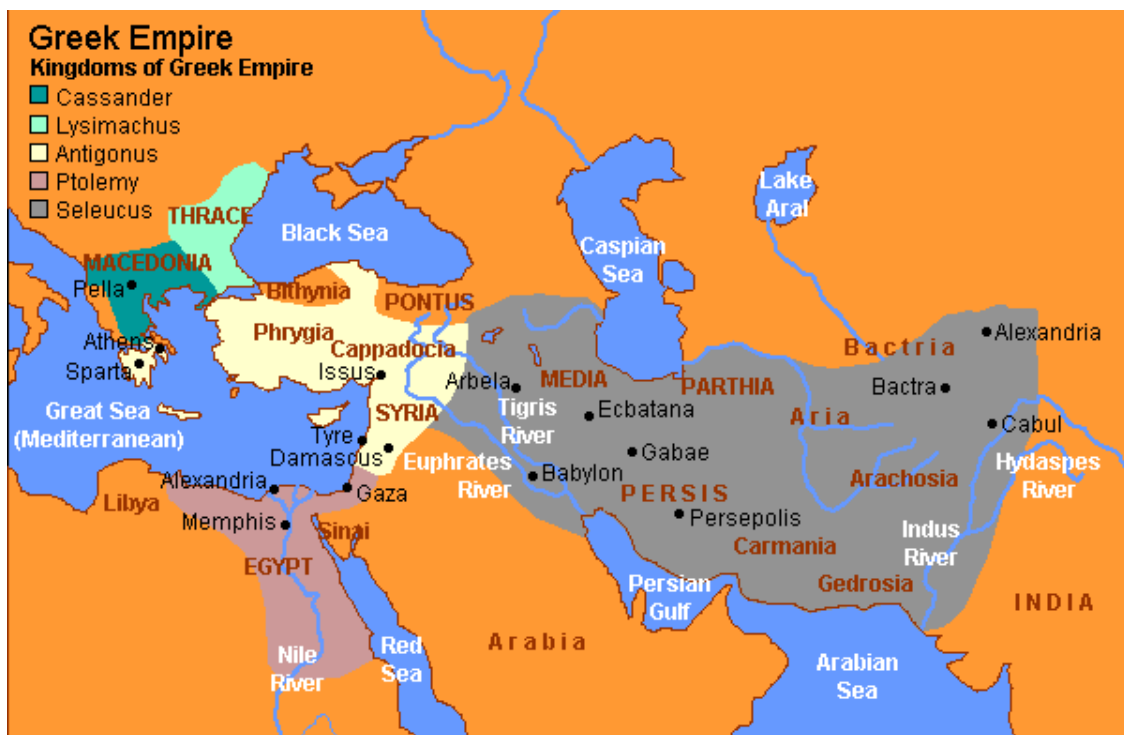 Greek Empire
Kingdoms of Greek Empire
Cassander
Lysimachus
Antigonus
Ptolemy
Seleucus
THRACE
Black Sea
Caspian
Sea
Lake
Aral
MACEDONIA
Pella
Bithynia
PONTUS
Phrygia
Cappadocia
Athens
Sparta
Issus
Arbela
MEDIA
PARTHIA
Bactria
Alexandria
Bactra
Great Sea
(Mediterranean)
SYRIA
Tigris
River
Ecbatana
Aria
Cabul
Tyre
Damascus
Euphrates
River
Gabae
Hydaspes
River
Alexandria
Gaza
Babylon
Arachosia
Libya
PERSIS
Memphis
Sinai
Persepolis
Carmania
Indus
River
EGYPT
Persian
Gulf
Gedrosia
INDIA
Nile
River
Red
Sea
Arabia
Arabian
Sea